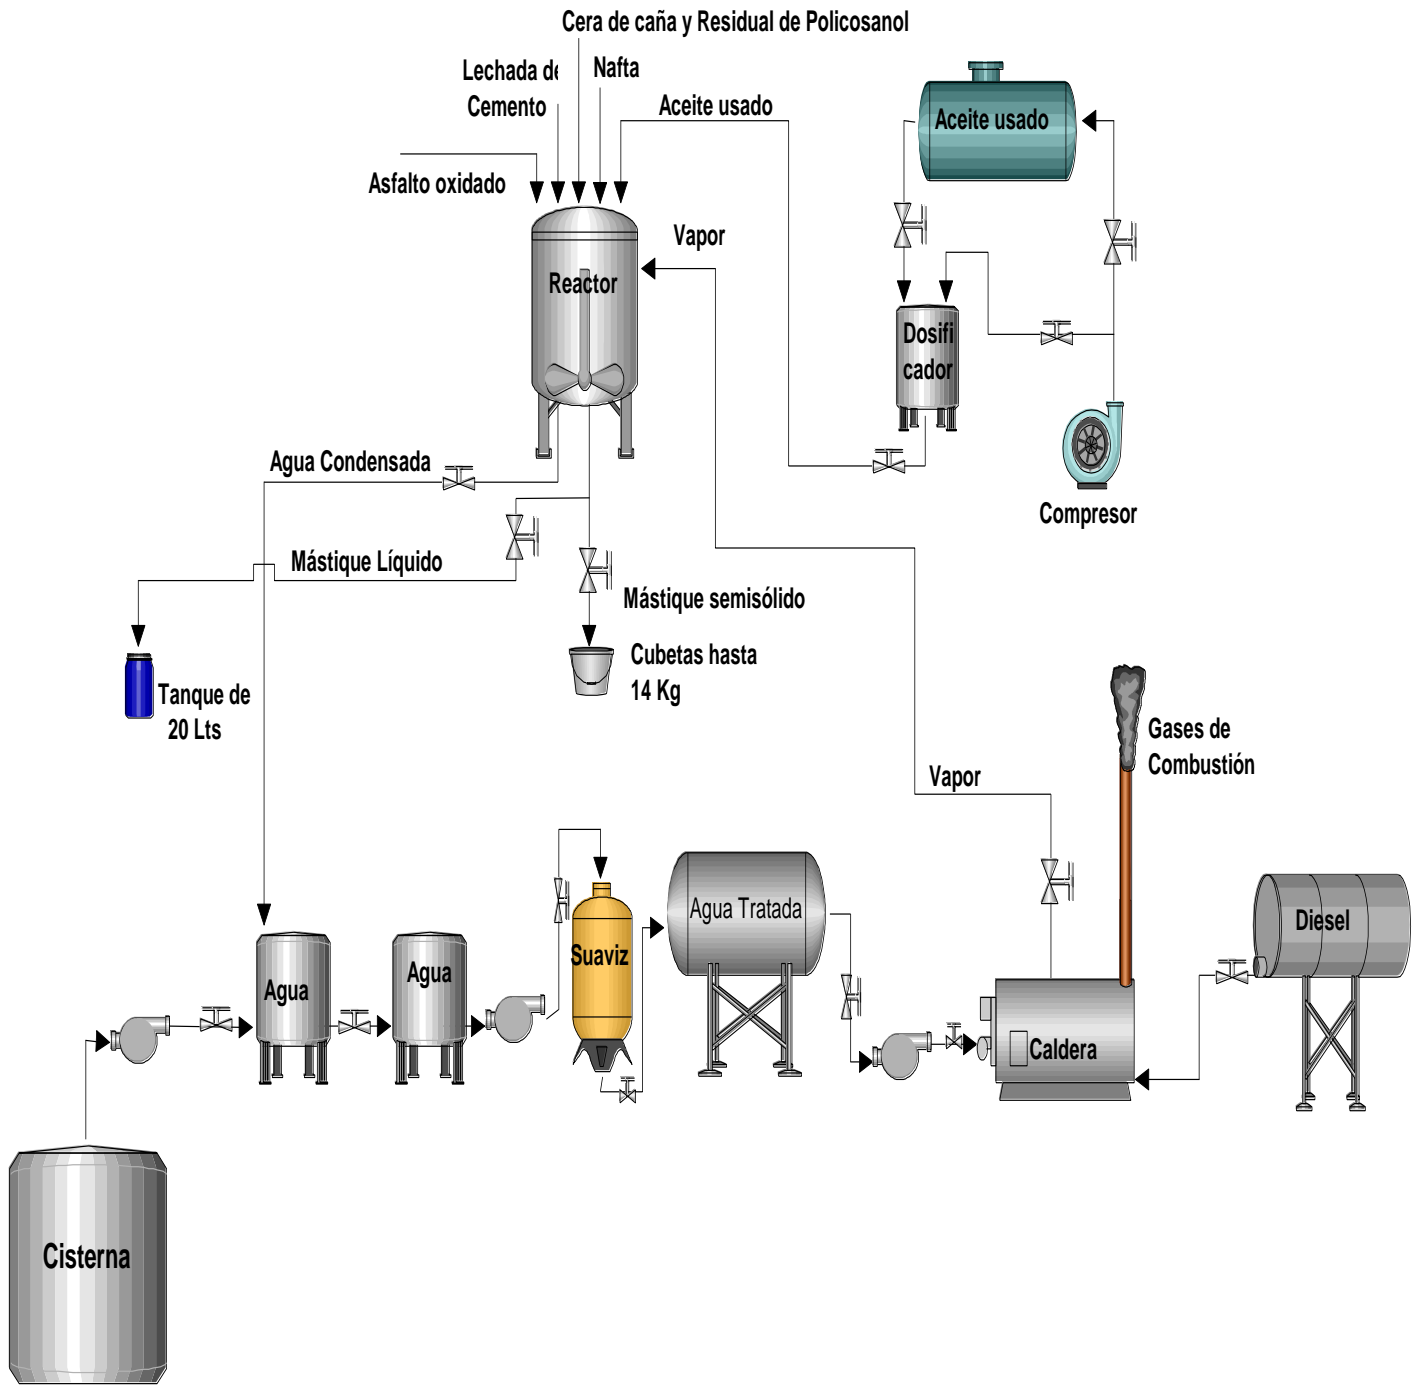 Cera de caña y Residual de Policosanol
Lechada de
Cemento
Nafta
Aceite usado
Aceite usado
Asfalto oxidado
Vapor
Reactor
Dosifi
cador
Agua Condensada
Compresor
Mástique Líquido
Mástique semisólido
Cubetas hasta
14 Kg
Tanque de
20 Lts
Gases de
Combustión
Vapor
Agua Tratada
Diesel
Suaviz
Agua
Agua
Caldera
Cisterna